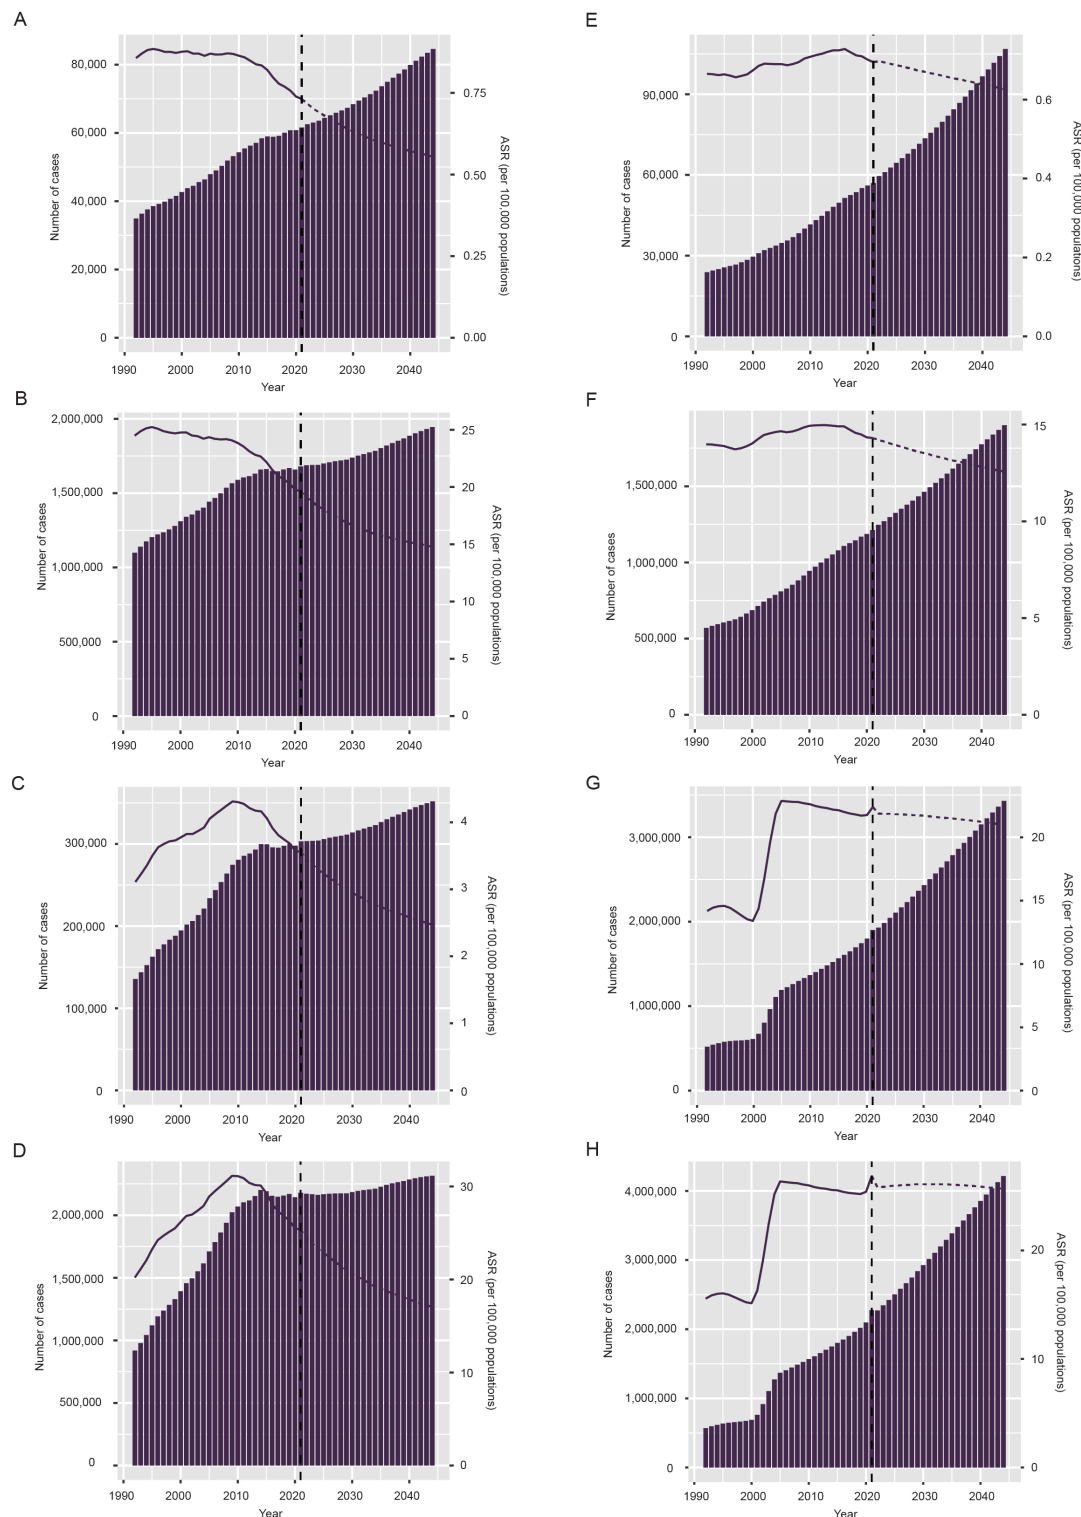 A
80,000
60,000
40,000
20,000
0
Number of cases
0.75
0.50
0.25
0.00
ASR (per 100,000 populations)
1990 2000 2010 2020 2030 2040
Year
E
90,000
60,000
30,000
0
Number of cases
0.6
0.4
0.2
0.0
ASR (per 100,000 populations)
1990 2000 2010 2020 2030 2040
Year
B
2,000,000
1,500,000
1,000,000
500,000
0
Number of cases
25
20
15
10
5
0
ASR (per 100,000 populations)
1990 2000 2010 2020 2030 2040
Year
F
1,500,000
1,000,000
500,000
0
Number of cases
15
10
5
0
ASR (per 100,000 populations)
1990 2000 2010 2020 2030 2040
Year
C
300,000
200,000
100,000
0
Number of cases
4
3
2
1
0
ASR (per 100,000 populations)
1990 2000 2010 2020 2030 2040
Year
G
3,000,000
2,000,000
1,000,000
0
Number of cases
20
15
10
5
0
ASR (per 100,000 populations)
1990 2000 2010 2020 2030 2040
Year
D
2,000,000
1,500,000
1,000,000
500,000
0
Number of cases
30
20
10
0
ASR (per 100,000 populations)
1990 2000 2010 2020 2030 2040
Year
H
4,000,000
3,000,000
2,000,000
1,000,000
0
Number of cases
20
10
0
ASR (per 100,000 populations)
1990 2000 2010 2020 2030 2040
Year